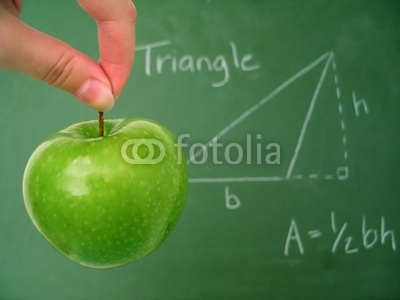 Triangle
fotolia
h
b
A = ½bh